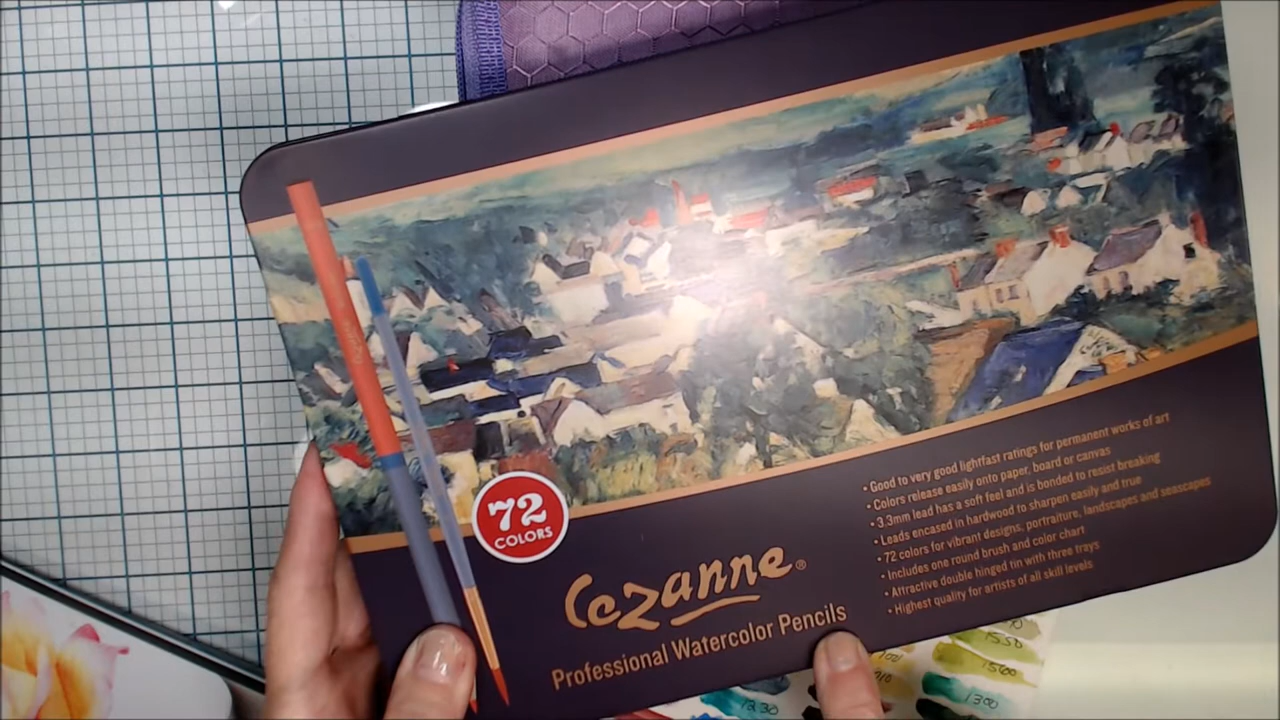 72
COLORS
Cezanne®
Professional Watercolor Pencils
• Good to very good lightfast ratings for permanent works of art
• Colors release easily onto paper, board or canvas
• 3.3mm lead has a soft feel and is bonded to resist breaking
• Leads encased in hardwood to sharpen easily and true
• 72 colors for vibrant designs, portraiture, landscapes and seascapes
• Includes one round brush and color chart
• Attractive double hinged tin with three trays
• Highest quality for artists of all skill levels
1550
1560
1300
1230